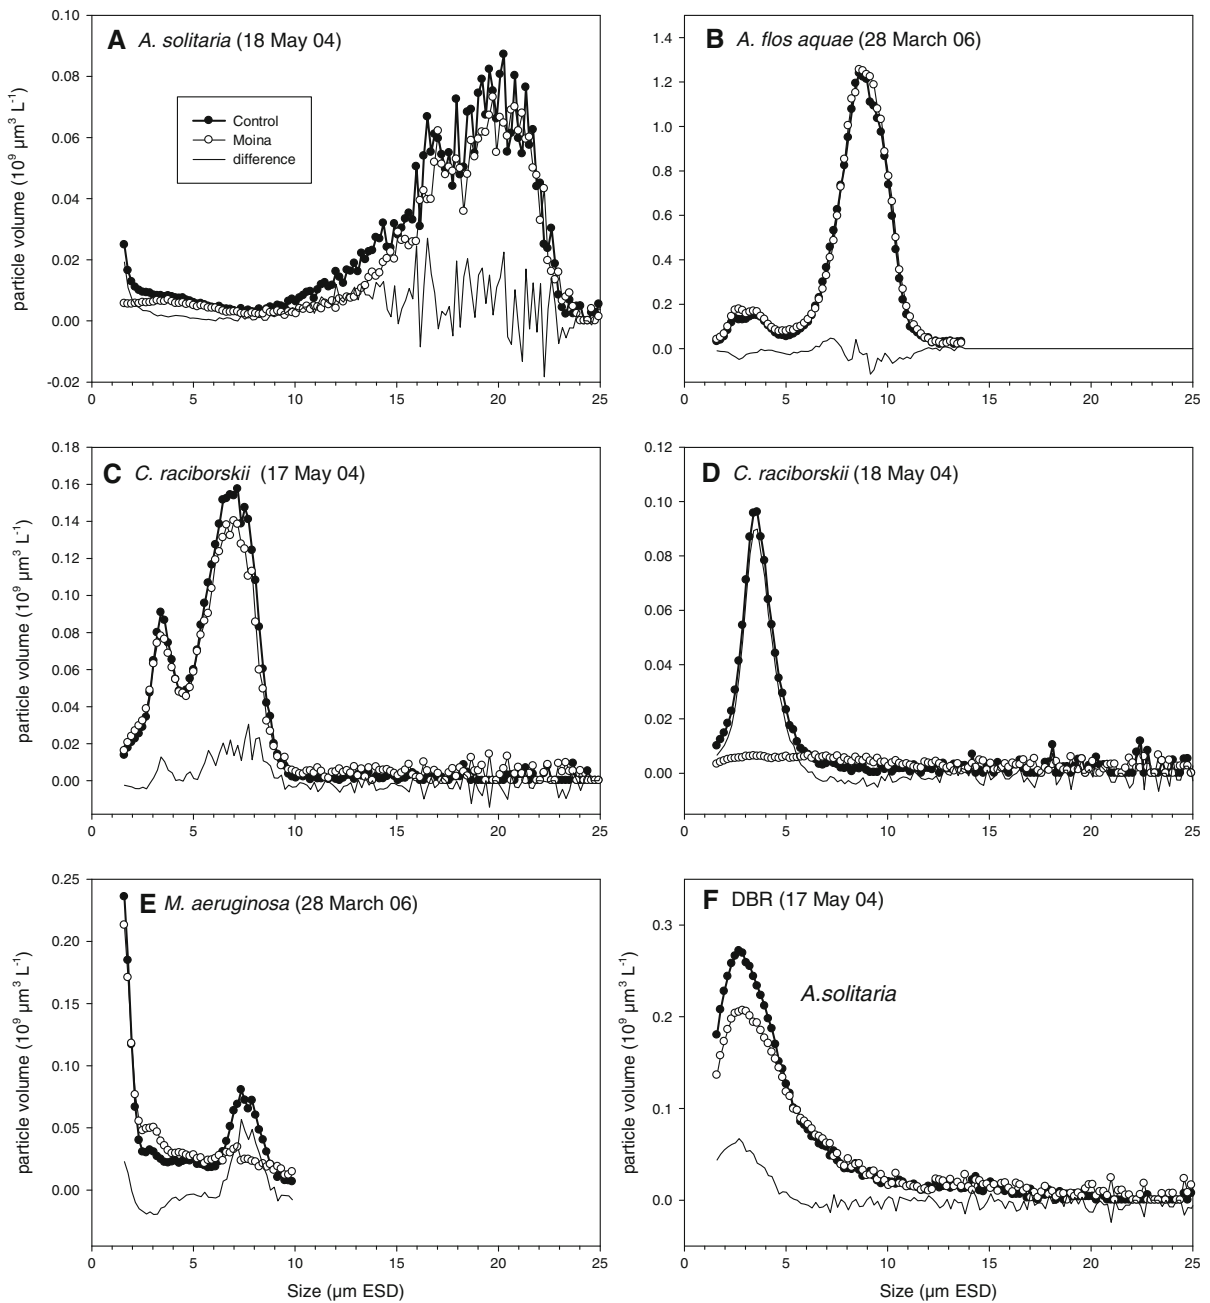 A A. solitaria (18 May 04)
Control
Moina
difference
particle volume (10⁹ µm³ L⁻¹)
0.10
0.08
0.06
0.04
0.02
0.00
-0.02
0 5 10 15 20 25
B A. flos aquae (28 March 06)
1.4
1.2
1.0
0.8
0.6
0.4
0.2
0.0
0 5 10 15 20 25
C C. raciborskii (17 May 04)
particle volume (10⁹ µm³ L⁻¹)
0.18
0.16
0.14
0.12
0.10
0.08
0.06
0.04
0.02
0.00
0 5 10 15 20 25
D C. raciborskii (18 May 04)
0.12
0.10
0.08
0.06
0.04
0.02
0.00
0 5 10 15 20 25
E M. aeruginosa (28 March 06)
particle volume (10⁹ µm³ L⁻¹)
0.25
0.20
0.15
0.10
0.05
0.00
0 5 10 15 20 25
Size (µm ESD)
F DBR (17 May 04)
A.solitaria
particle volume (10⁹ µm³ L⁻¹)
0.3
0.2
0.1
0.0
0 5 10 15 20 25
Size (µm ESD)